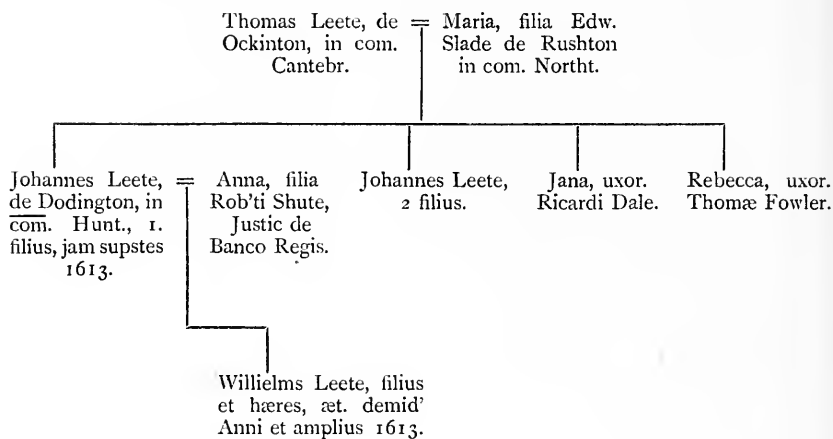 Thomas Leete, de =
Ockinton, in com.
Cantebr.
Maria, filia Edw.
Slade de Rushton
in com. Northt.
Johannes Leete, =
de Dodington, in
com. Hunt., 1.
filius, jam supstes
1613.
Anna, filia
Rob'ti Shute,
Justic de
Banco Regis.
Johannes Leete,
2 filius.
Jana, uxor.
Ricardi Dale.
Rebecca, uxor.
Thomæ Fowler.
Willielms Leete, filius
et hæres, æt. demid'
Anni et amplius 1613.